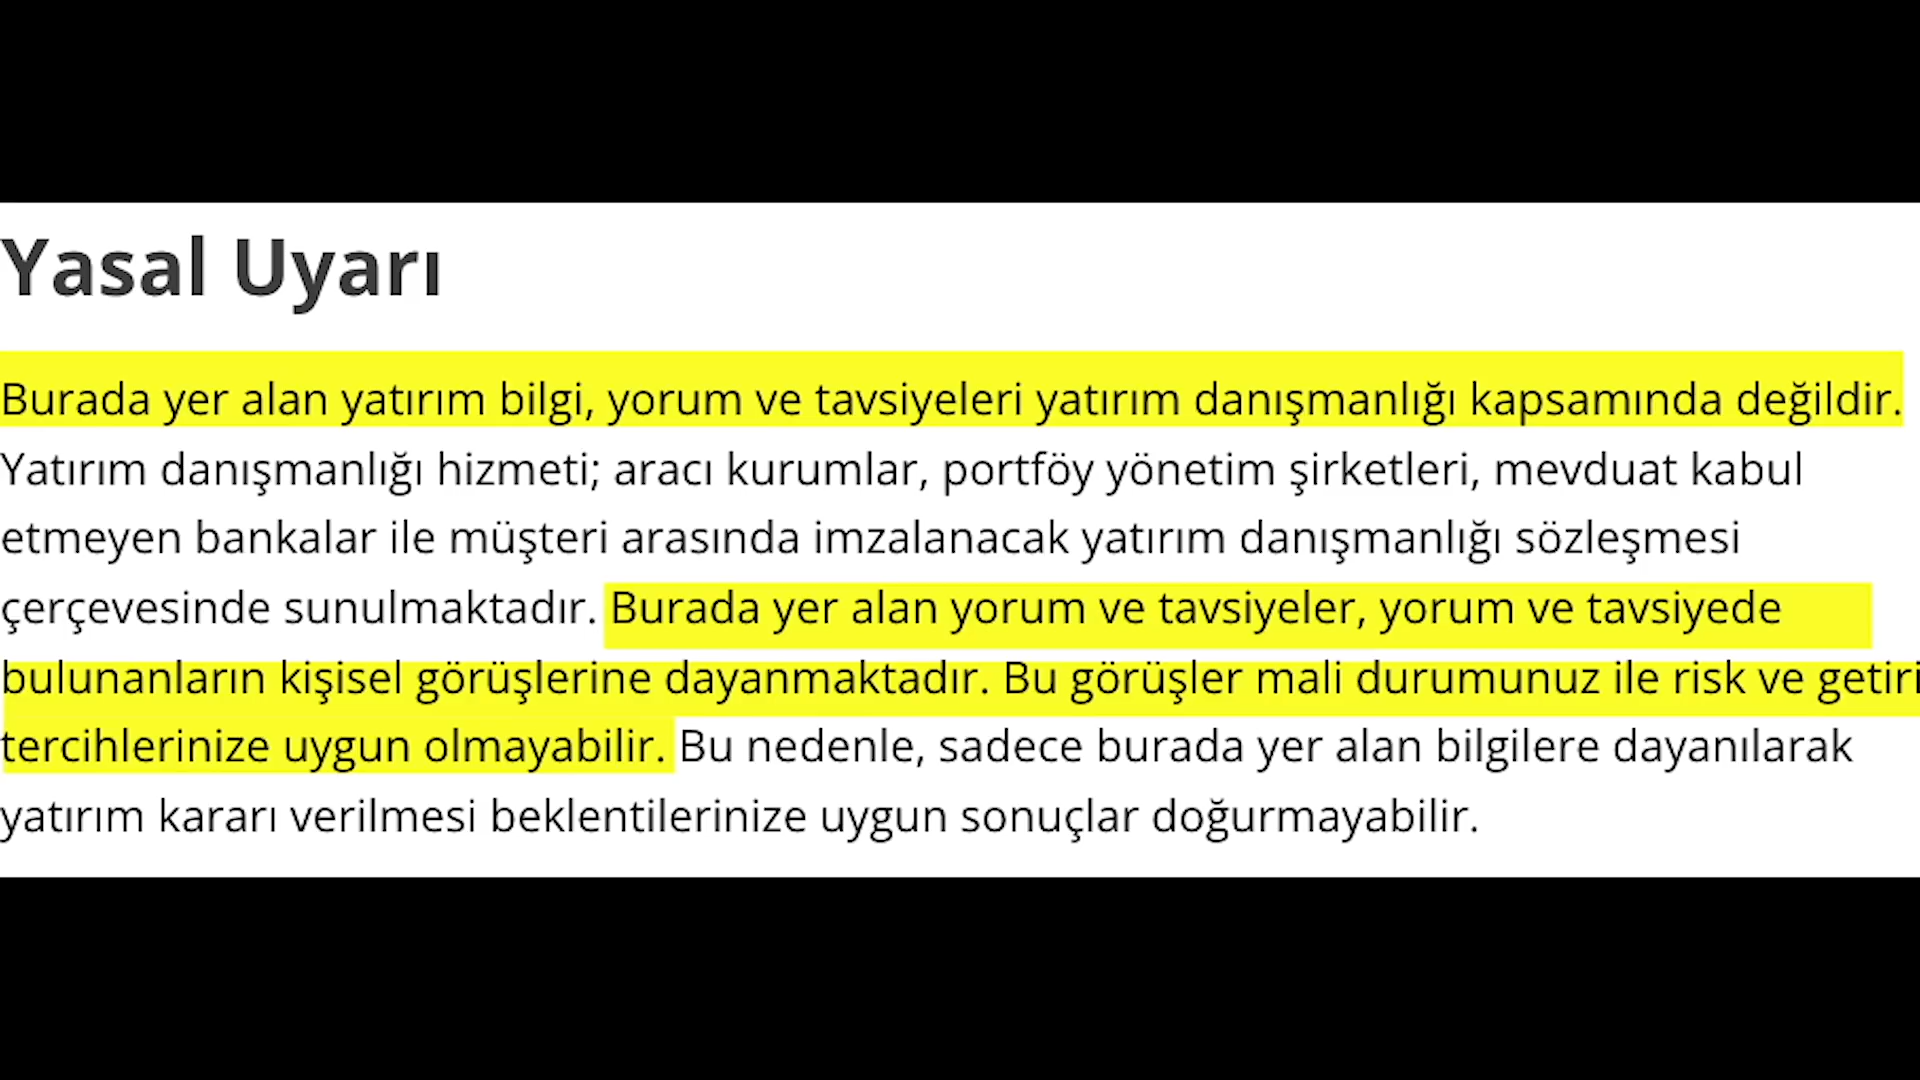 Yasal Uyarı
Burada yer alan yatırım bilgi, yorum ve tavsiyeleri yatırım danışmanlığı kapsamında değildir.
Yatırım danışmanlığı hizmeti; aracı kurumlar, portföy yönetim şirketleri, mevduat kabul
etmeyen bankalar ile müşteri arasında imzalanacak yatırım danışmanlığı sözleşmesi
çerçevesinde sunulmaktadır. Burada yer alan yorum ve tavsiyeler, yorum ve tavsiyede
bulunanların kişisel görüşlerine dayanmaktadır. Bu görüşler mali durumunuz ile risk ve getiri
tercihlerinize uygun olmayabilir. Bu nedenle, sadece burada yer alan bilgilere dayanılarak
yatırım kararı verilmesi beklentilerinize uygun sonuçlar doğurmayabilir.